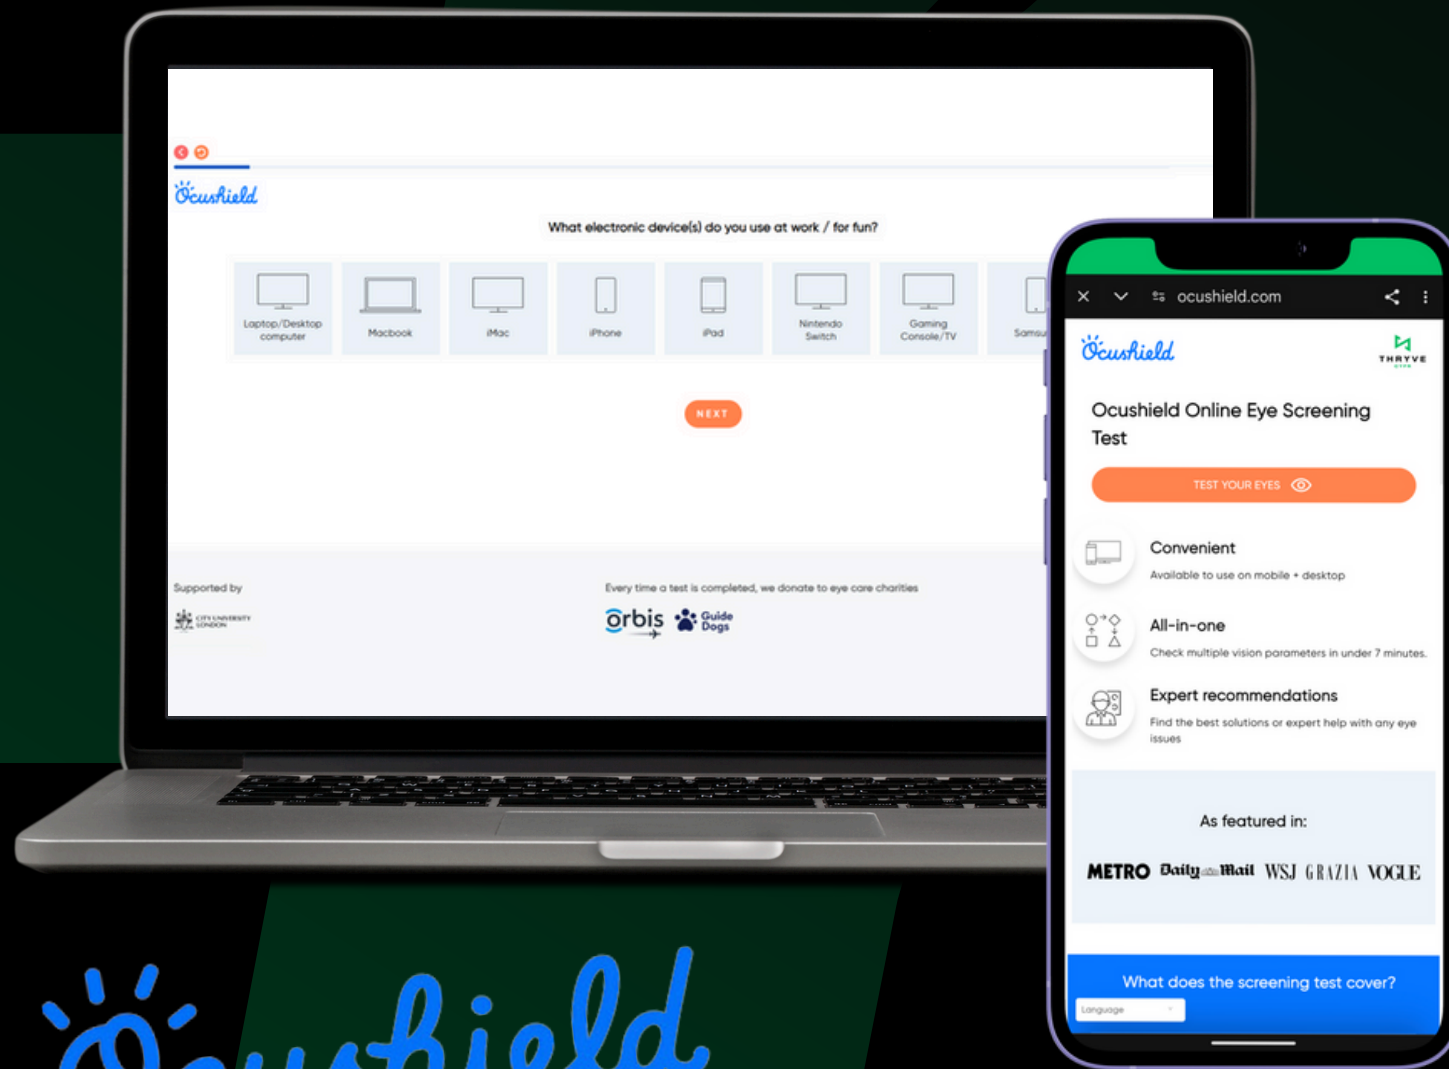 Ocushield
What electronic device(s) do you use at work / for fun?
Laptop/Desktop
computer
Macbook
iMac
iPhone
iPad
Nintendo
Switch
Gaming
Console/TV
NEXT
Supported by
CITY UNIVERSITY
LONDON
Every time a test is completed, we donate to eye care charities
orbis
Guide
Dogs
ocushield.com
Ocushield
THRYVE
Ocushield Online Eye Screening
Test
TEST YOUR EYES
Convenient
Available to use on mobile + desktop
All-in-one
Check multiple vision parameters in under 7 minutes.
Expert recommendations
Find the best solutions or expert help with any eye
issues
As featured in:
METRO Daily Mail WSJ GRAZIA VOGUE
What does the screening test cover?
Language
Ocushield